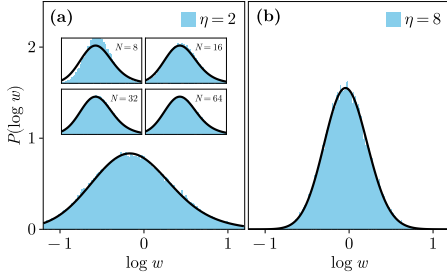 (a)
η = 2
N = 8
N = 16
N = 32
N = 64
P(log w)
2
1
0
−1
0
1
log w
(b)
η = 8
−1
0
1
log w